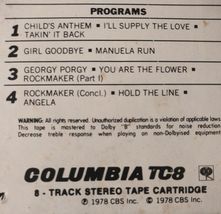 PROGRAMS
1 CHILD'S ANTHEM ▪ I'LL SUPPLY THE LOVE ▪
TAKIN' IT BACK
2 GIRL GOODBYE ▪ MANUELA RUN
3 GEORGY PORGY ▪ YOU ARE THE FLOWER ▪
ROCKMAKER (Part I)
4 ROCKMAKER (Concl.) ▪ HOLD THE LINE ▪
ANGELA
WARNING: All rights reserved. Unauthorized duplication is a violation of applicable laws.
This tape is mastered to Dolby "B" standards for noise reduction.
Decrease treble response when playing on non-Dolbyised equipment.
COLUMBIA TC8
8 - TRACK STEREO TAPE CARTRIDGE
℗ 1978 CBS Inc. © 1978 CBS Inc.